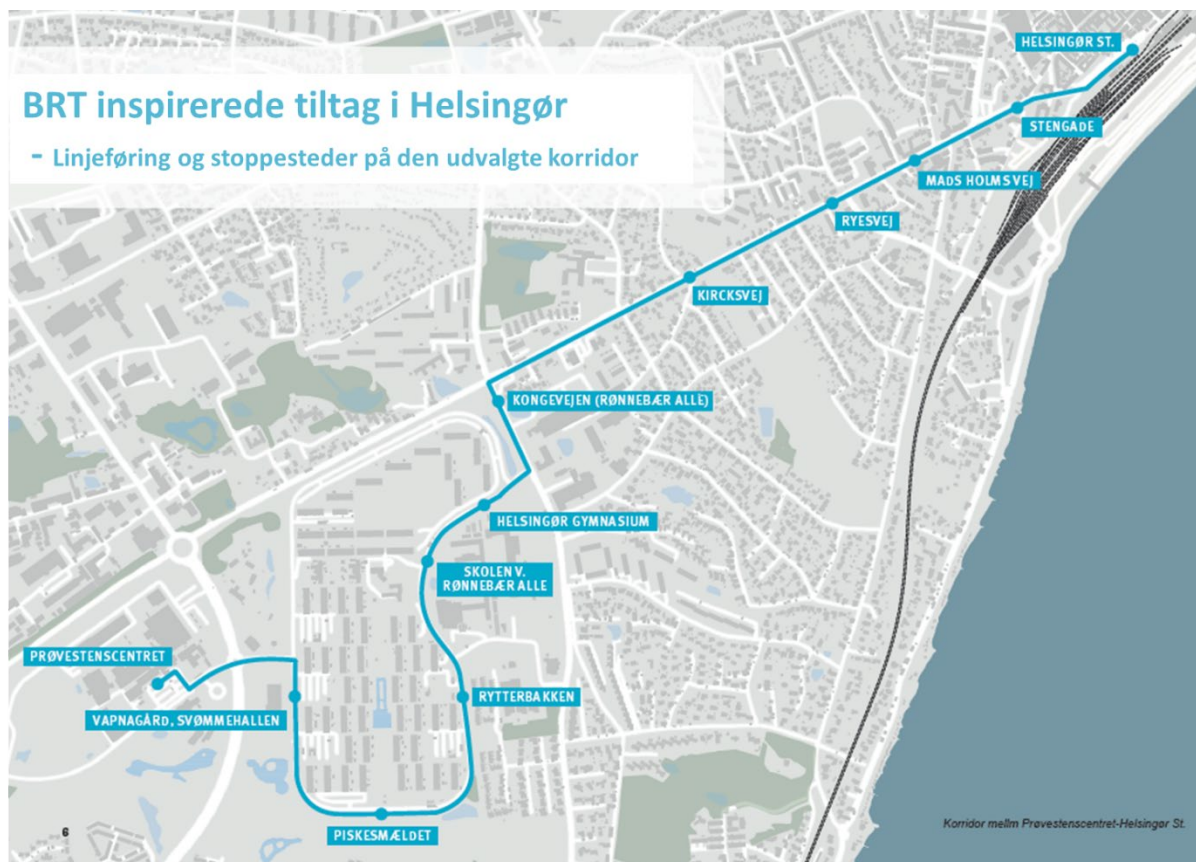 BRT inspirerede tiltag i Helsingør
- Linjeføring og stoppesteder på den udvalgte korridor
HELSINGØR ST.
STENGADE
MADS HOLMS VEJ
RYESVEJ
KIRCKSVEJ
KONGEVEJEN (RØNNEBÆR ALLE)
HELSINGØR GYMNASIUM
SKOLEN V.
RØNNEBÆR ALLE
PRØVESTENSCENTRET
RYTTERBAKKEN
VAPNAGÅRD, SVØMMEHALLEN
PISKESMÆLDET
6
Korridor mellm Prøvestenscentret-Helsingør St.